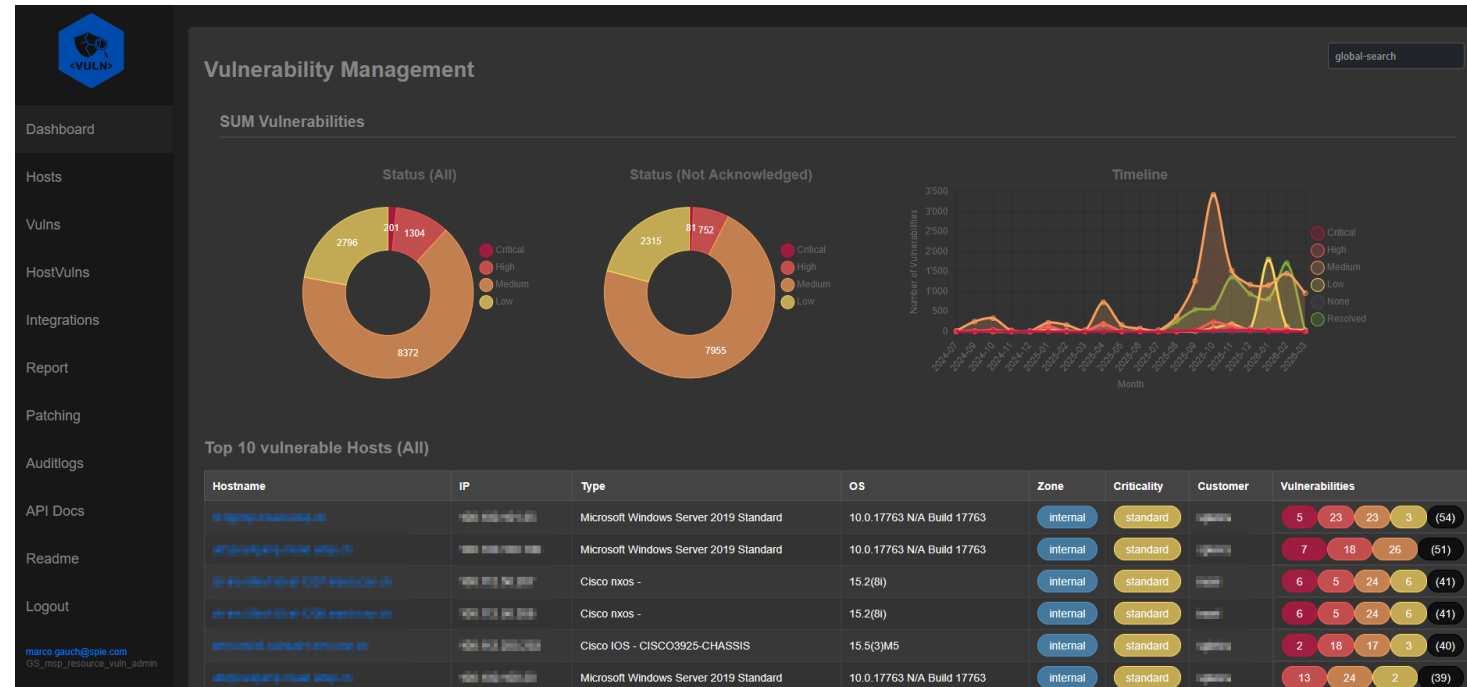 <VULN>
global-search
Vulnerability Management
SUM Vulnerabilities
Dashboard
Hosts
Vulns
HostVulns
Integrations
Report
Patching
Auditlogs
API Docs
Readme
Logout
marco.gauch@spie.com
GS_msp_resource_vuln_admin
Status (All)
201
1304
2796
8372
Critical
High
Medium
Low
Status (Not Acknowledged)
81
752
2315
7955
Critical
High
Medium
Low
Timeline
Number of Vulnerabilities
3'500
3'000
2'500
2'000
1'500
1'000
500
0
2024-07
2024-09
2024-10
2024-11
2024-12
2025-01
2025-02
2025-03
2025-04
2025-05
2025-06
2025-07
2025-08
2025-09
2025-10
2025-11
2025-12
2026-01
2026-02
2026-03
Month
Critical
High
Medium
Low
None
Resolved
Top 10 vulnerable Hosts (All)
Hostname IP Type OS Zone Criticality Customer Vulnerabilities
Microsoft Windows Server 2019 Standard 10.0.17763 N/A Build 17763 internal standard 5 23 23 3 (54)
Microsoft Windows Server 2019 Standard 10.0.17763 N/A Build 17763 internal standard 7 18 26 (51)
Cisco nxos - 15.2(8i) internal standard 6 5 24 6 (41)
Cisco nxos - 15.2(8i) internal standard 6 5 24 6 (41)
Cisco IOS - CISCO3925-CHASSIS 15.5(3)M5 internal standard 2 18 17 3 (40)
Microsoft Windows Server 2019 Standard 10.0.17763 N/A Build 17763 internal standard 13 24 2 (39)